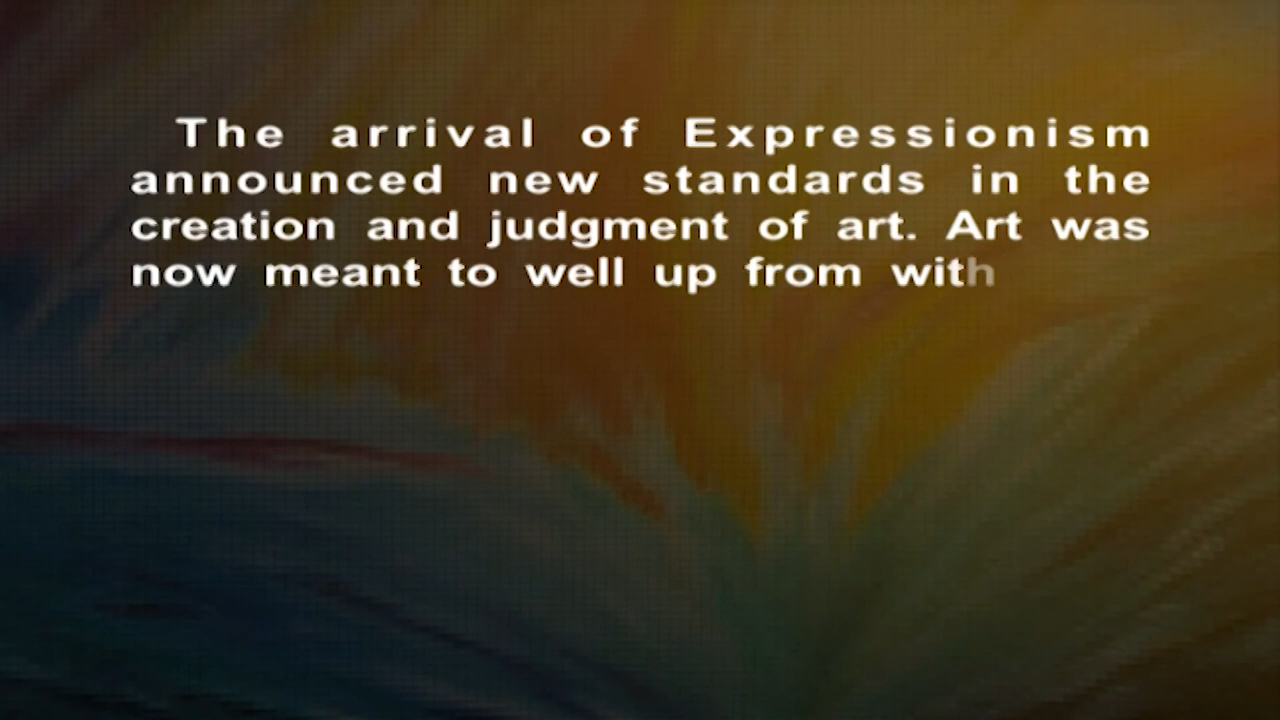 The arrival of Expressionism
announced new standards in the
creation and judgment of art. Art was
now meant to well up from with